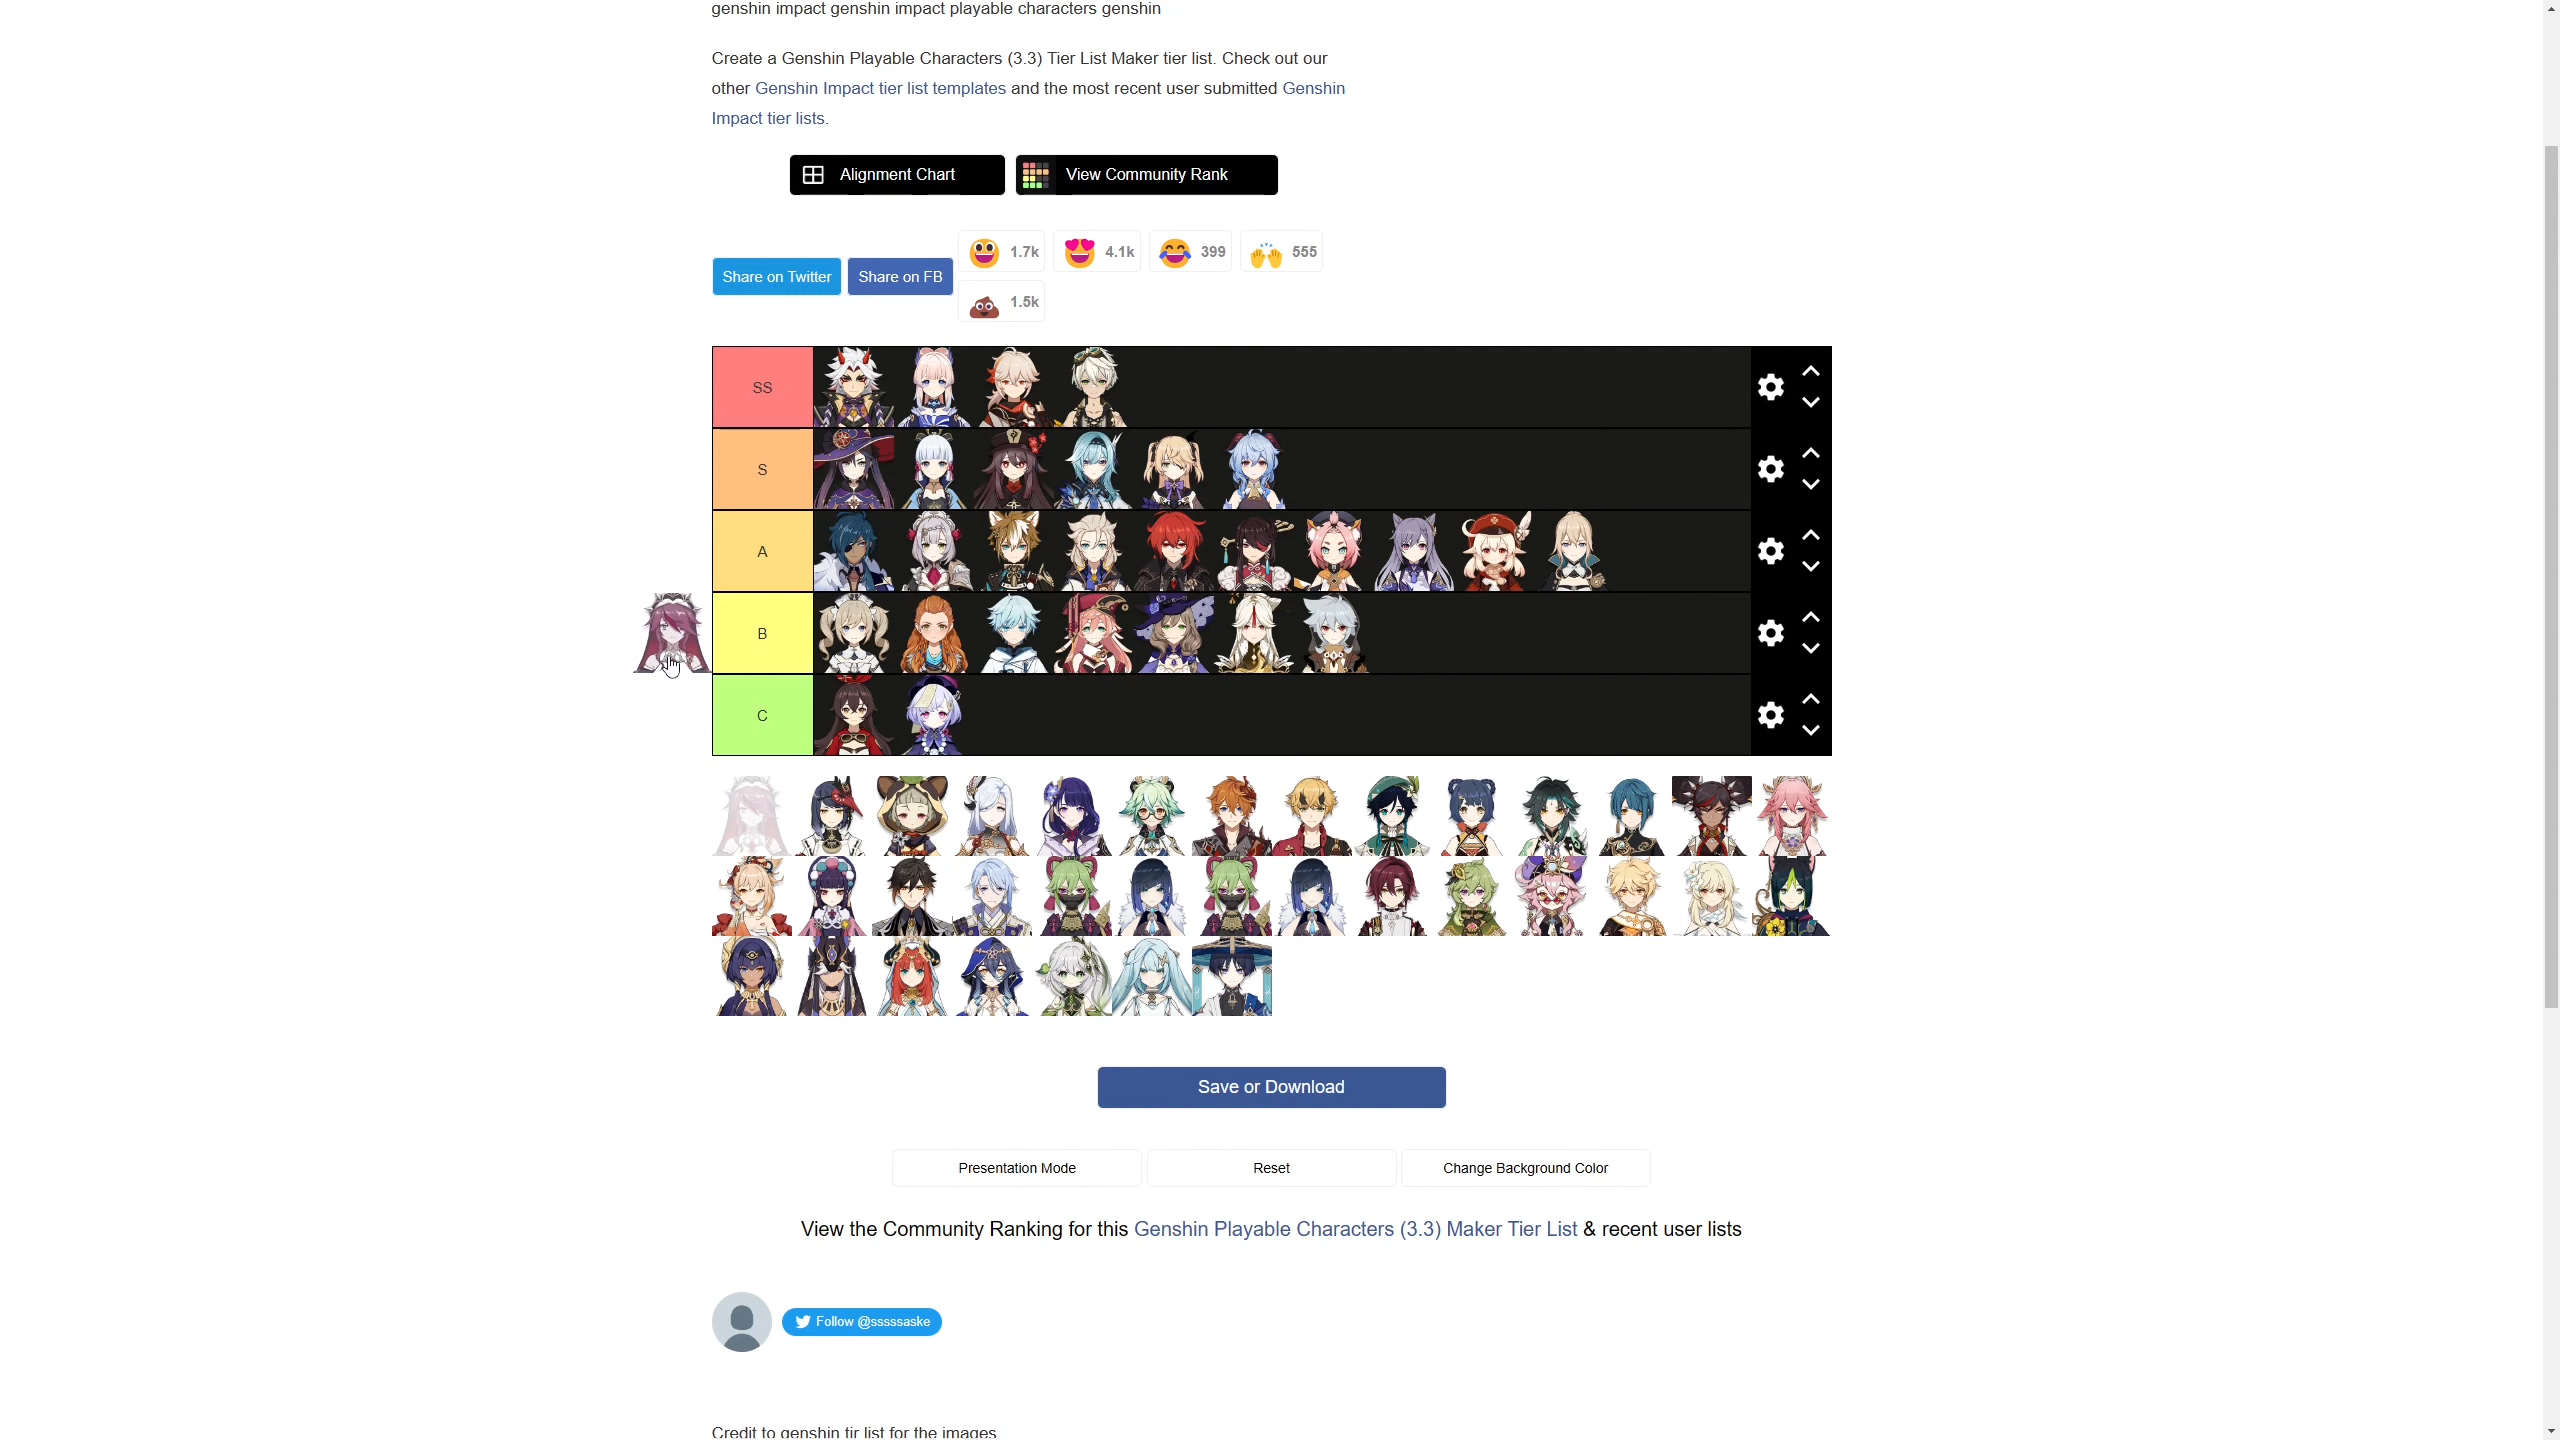 genshin impact genshin impact playable characters genshin
Create a Genshin Playable Characters (3.3) Tier List Maker tier list. Check out our
other Genshin Impact tier list templates and the most recent user submitted Genshin
Impact tier lists.
Alignment Chart
View Community Rank
1.7k
4.1k
399
555
Share on Twitter
Share on FB
1.5k
SS
S
A
B
C
Save or Download
Presentation Mode
Reset
Change Background Color
View the Community Ranking for this Genshin Playable Characters (3.3) Maker Tier List & recent user lists
Follow @sssssaske
Credit to genshin tir list for the images